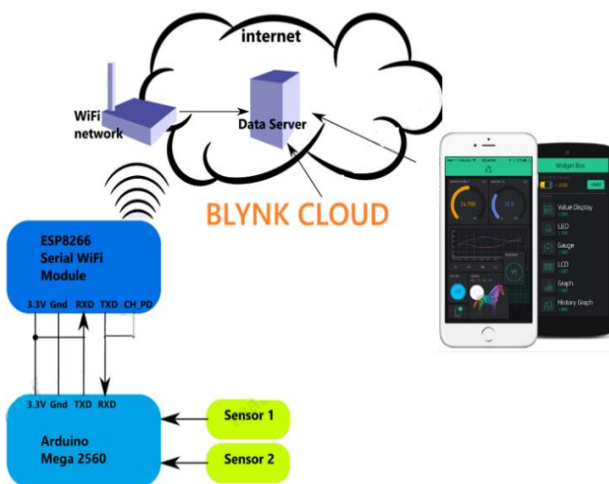 internet
WiFi
network
Data Server
BLYNK CLOUD
ESP8266
Serial WiFi
Module
3.3V Gnd RXD TXD CH_PD
3.3V Gnd TXD RXD
Arduino
Mega 2560
Sensor 1
Sensor 2
Widget Box
Value Display
LED
Gauge
LCD
Graph
History Graph